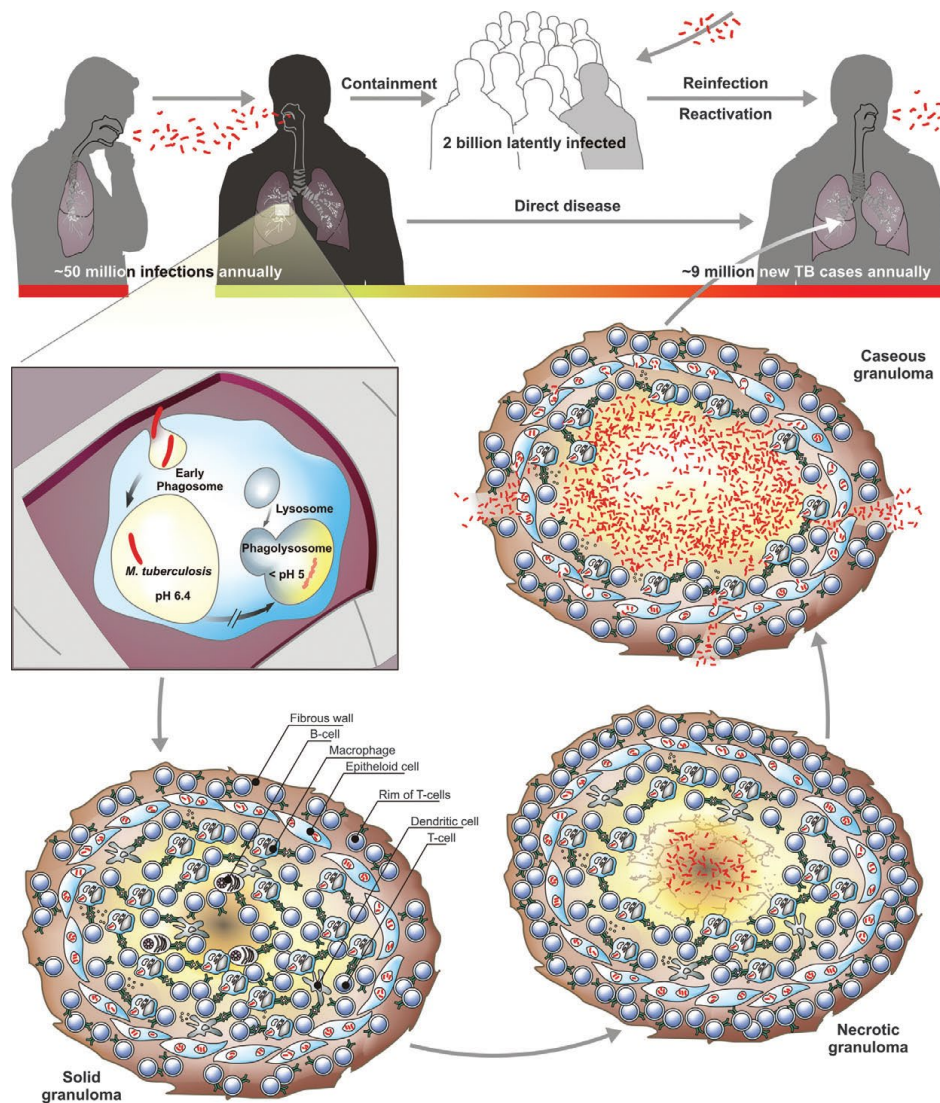 Containment
2 billion latently infected
Reinfection
Reactivation
Direct disease
~50 million infections annually
~9 million new TB cases annually
Early
Phagosome
Lysosome
Phagolysosome
< pH 5
M. tuberculosis
pH 6.4
Caseous
granuloma
Fibrous wall
B-cell
Macrophage
Epitheloid cell
Rim of T-cells
Dendritic cell
T-cell
Solid
granuloma
Necrotic
granuloma